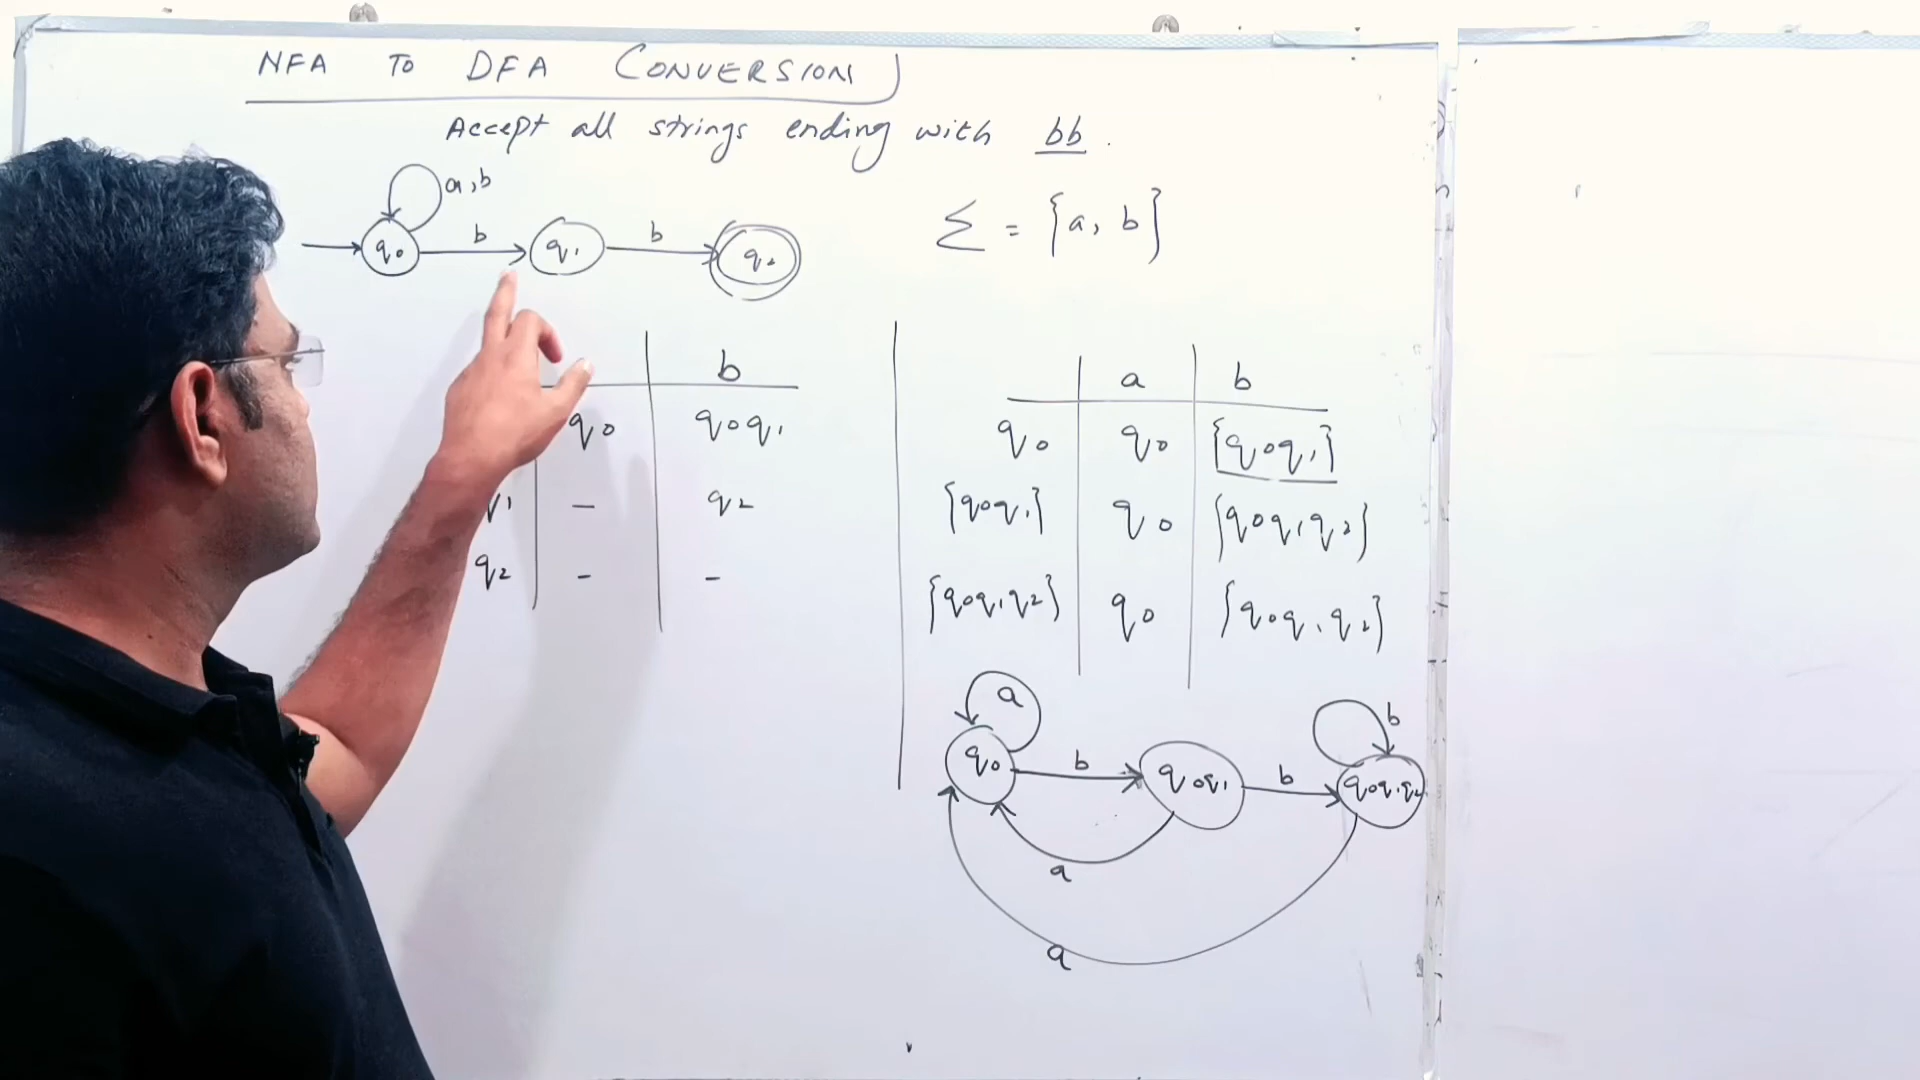 NFA TO DFA CONVERSION
Accept all strings ending with bb.
a,b
q0 b q1 b q2
Σ = {a, b}
b
q0 q0q1
q1 - q2
q2 - -
a b
q0 q0 {q0q1}
{q0q1} q0 {q0q1q2}
{q0q1q2} q0 {q0q1q2}
a b
q0 b q0q1 b q0q1q2
a
a